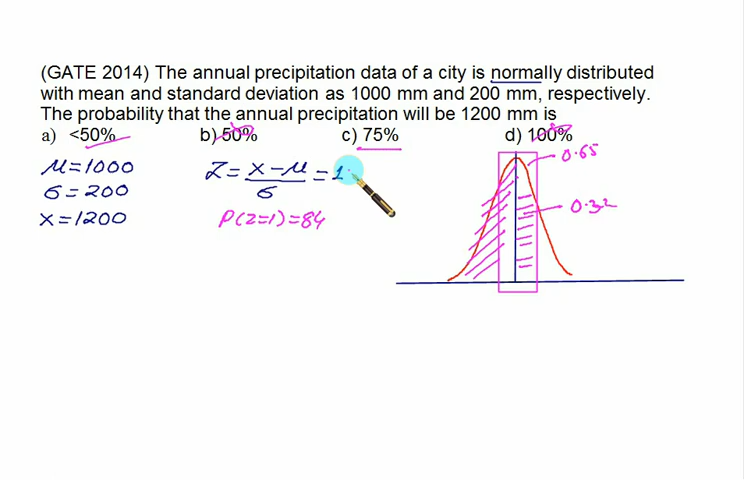 (GATE 2014) The annual precipitation data of a city is normally distributed
with mean and standard deviation as 1000 mm and 200 mm, respectively.
The probability that the annual precipitation will be 1200 mm is
a) <50% b) 50% c) 75% d) 100%
μ=1000
σ=200
x=1200
Z=x-μ/σ=1
P(Z=1)=84
0.65
0.32